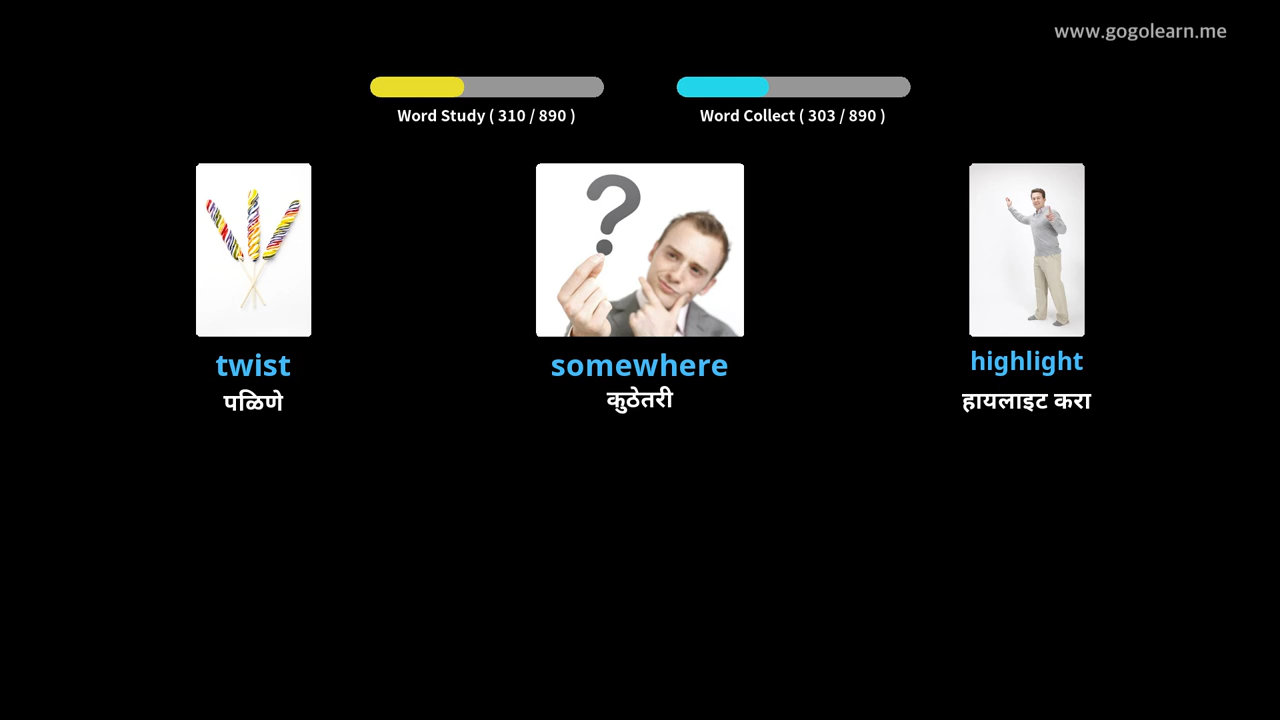 www.gogolearn.me
Word Study ( 310 / 890 )
Word Collect ( 303 / 890 )
twist
somewhere
highlight
पळिणे
कुठेतरी
हायलाइट करा